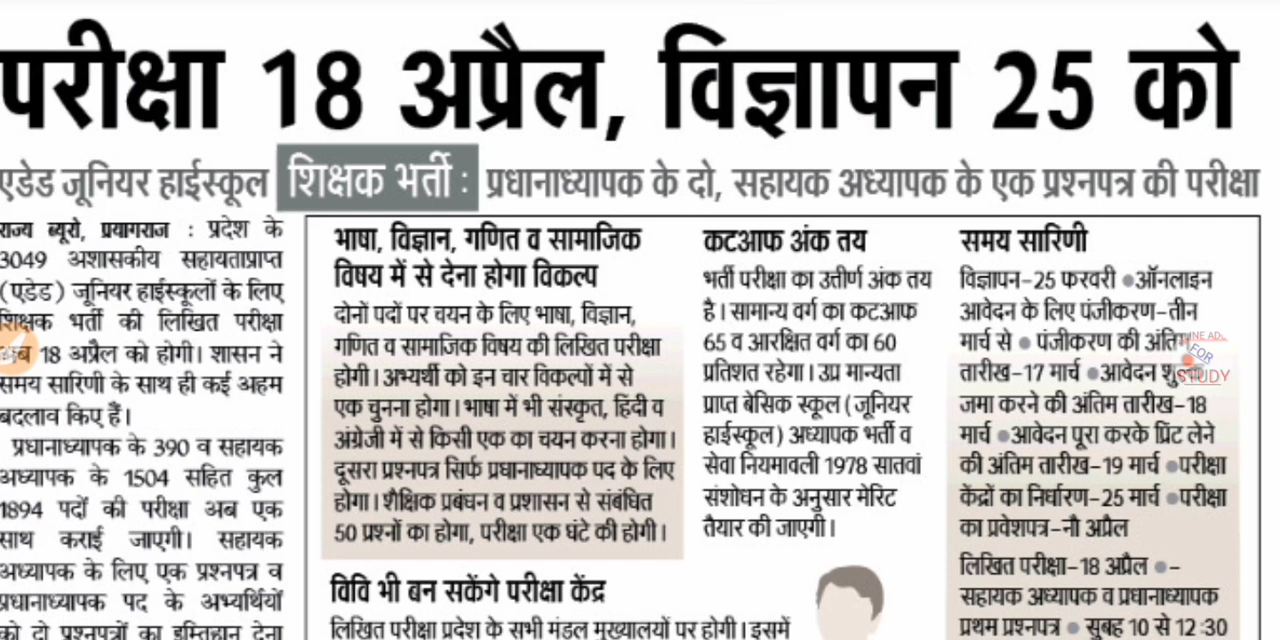 परीक्षा 18 अप्रैल, विज्ञापन 25 को
एडेड जूनियर हाईस्कूल शिक्षक भर्ती : प्रधानाध्यापक के दो, सहायक अध्यापक के एक प्रश्नपत्र की परीक्षा
राज्य ब्यूरो, प्रयागराज : प्रदेश के
3049 अशासकीय सहायताप्राप्त
(एडेड) जूनियर हाईस्कूलों के लिए
शिक्षक भर्ती की लिखित परीक्षा
अब 18 अप्रैल को होगी। शासन ने
समय सारिणी के साथ ही कई अहम
बदलाव किए हैं।
प्रधानाध्यापक के 390 व सहायक
अध्यापक के 1504 सहित कुल
1894 पदों की परीक्षा अब एक
साथ कराई जाएगी। सहायक
अध्यापक के लिए एक प्रश्नपत्र व
प्रधानाध्यापक पद के अभ्यर्थियों
को दो प्रश्नपत्रों का इम्तिहान देना
भाषा, विज्ञान, गणित व सामाजिक
विषय में से देना होगा विकल्प
दोनों पदों पर चयन के लिए भाषा, विज्ञान,
गणित व सामाजिक विषय की लिखित परीक्षा
होगी। अभ्यर्थी को इन चार विकल्पों में से
एक चुनना होगा। भाषा में भी संस्कृत, हिंदी व
अंग्रेजी में से किसी एक का चयन करना होगा।
दूसरा प्रश्नपत्र सिर्फ प्रधानाध्यापक पद के लिए
होगा। शैक्षिक प्रबंधन व प्रशासन से संबंधित
50 प्रश्नों का होगा, परीक्षा एक घंटे की होगी।
विवि भी बन सकेंगे परीक्षा केंद्र
लिखित परीक्षा प्रदेश के सभी मंडल मुख्यालयों पर होगी। इसमें
कटआफ अंक तय
भर्ती परीक्षा का उत्तीर्ण अंक तय
है। सामान्य वर्ग का कटआफ
65 व आरक्षित वर्ग का 60
प्रतिशत रहेगा। उप्र मान्यता
प्राप्त बेसिक स्कूल (जूनियर
हाईस्कूल) अध्यापक भर्ती व
सेवा नियमावली 1978 सातवां
संशोधन के अनुसार मेरिट
तैयार की जाएगी।
समय सारिणी
विज्ञापन-25 फरवरी ●ऑनलाइन
आवेदन के लिए पंजीकरण-तीन
मार्च से ● पंजीकरण की अंतिम
तारीख-17 मार्च ●आवेदन शुल्क
जमा करने की अंतिम तारीख-18
मार्च ●आवेदन पूरा करके प्रिंट लेने
की अंतिम तारीख-19 मार्च ●परीक्षा
केंद्रों का निर्धारण-25 मार्च ●परीक्षा
का प्रवेशपत्र-नौ अप्रैल
लिखित परीक्षा-18 अप्रैल ●-
सहायक अध्यापक व प्रधानाध्यापक
प्रथम प्रश्नपत्र ● सुबह 10 से 12:30
FOR
STUDY